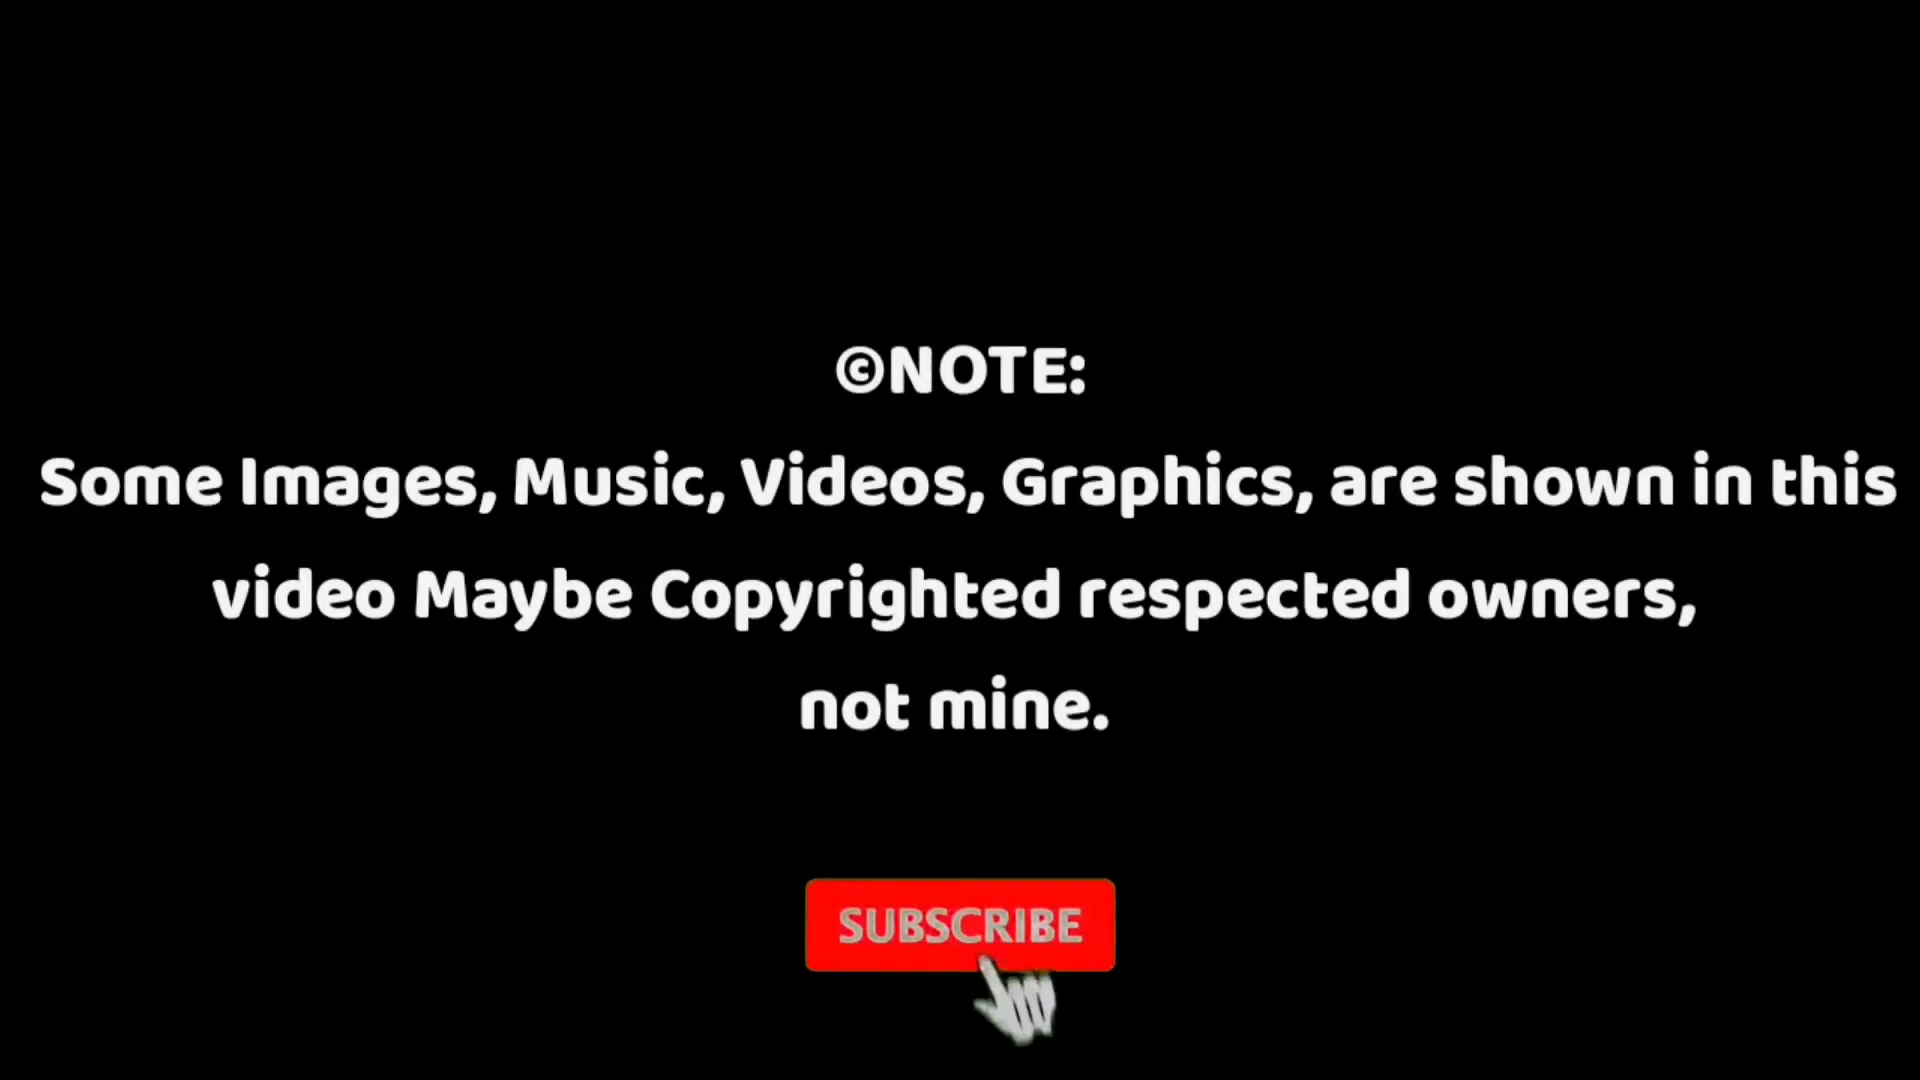 ©NOTE:
Some Images, Music, Videos, Graphics, are shown in this
video Maybe Copyrighted respected owners,
not mine.
SUBSCRIBE